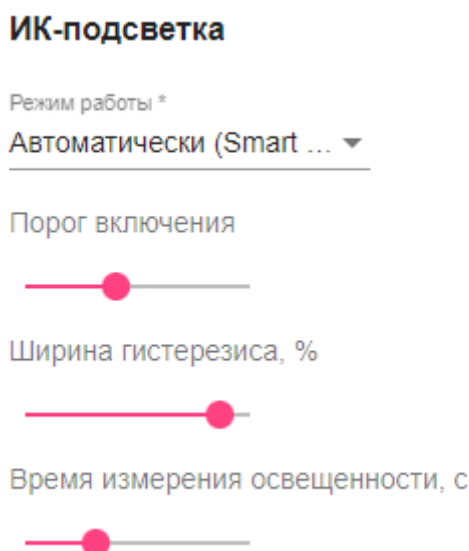 ИК-подсветка
Режим работы *
Автоматически (Smart ...
Порог включения
Ширина гистерезиса, %
Время измерения освещенности, с